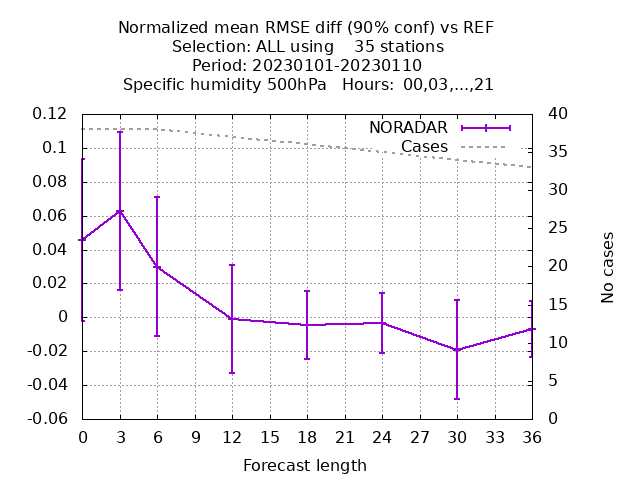 Normalized mean RMSE diff (90% conf) vs REF
Selection: ALL using    35 stations
Period: 20230101-20230110
Specific humidity 500hPa   Hours: 00,03,...,21
NORADAR
Cases
0.12
0.1
0.08
0.06
0.04
0.02
0
-0.02
-0.04
-0.06
40
35
30
25
20
15
10
5
0
No cases
0 3 6 9 12 15 18 21 24 27 30 33 36
Forecast length